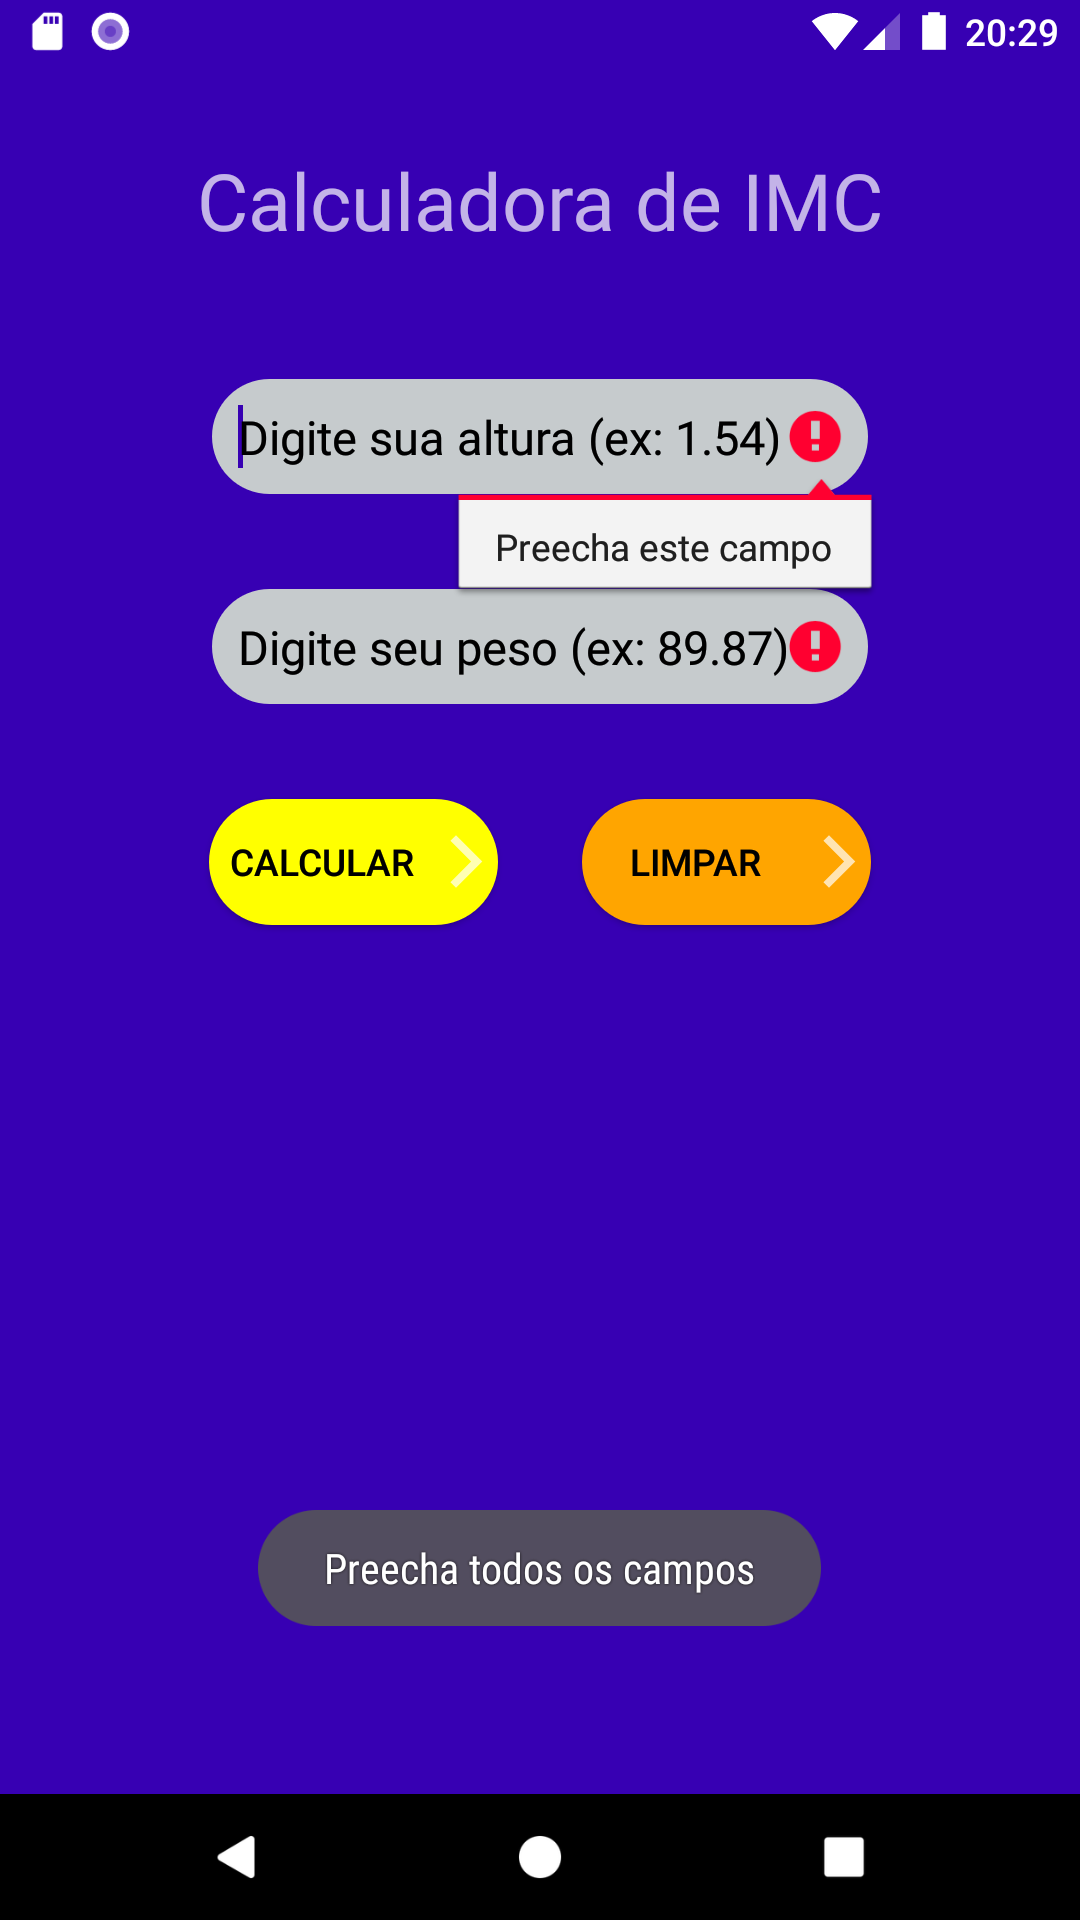 20:29
Calculadora de IMC
Digite sua altura (ex: 1.54)
Preecha este campo
Digite seu peso (ex: 89.87)
CALCULAR
LIMPAR
Preecha todos os campos